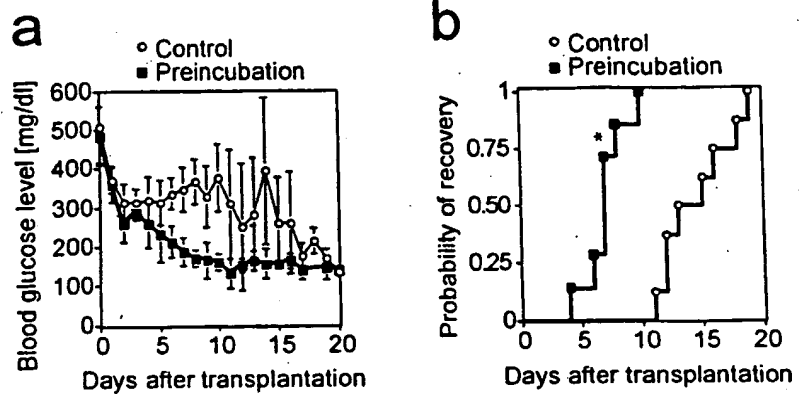 a
Control
Preincubation
Blood glucose level [mg/dl]
600
500
400
300
200
100
0
0 5 10 15 20
Days after transplantation
b
Control
Preincubation
Probability of recovery
1
0.75
0.50
0.25
0
*
0 5 10 15 20
Days after transplantation